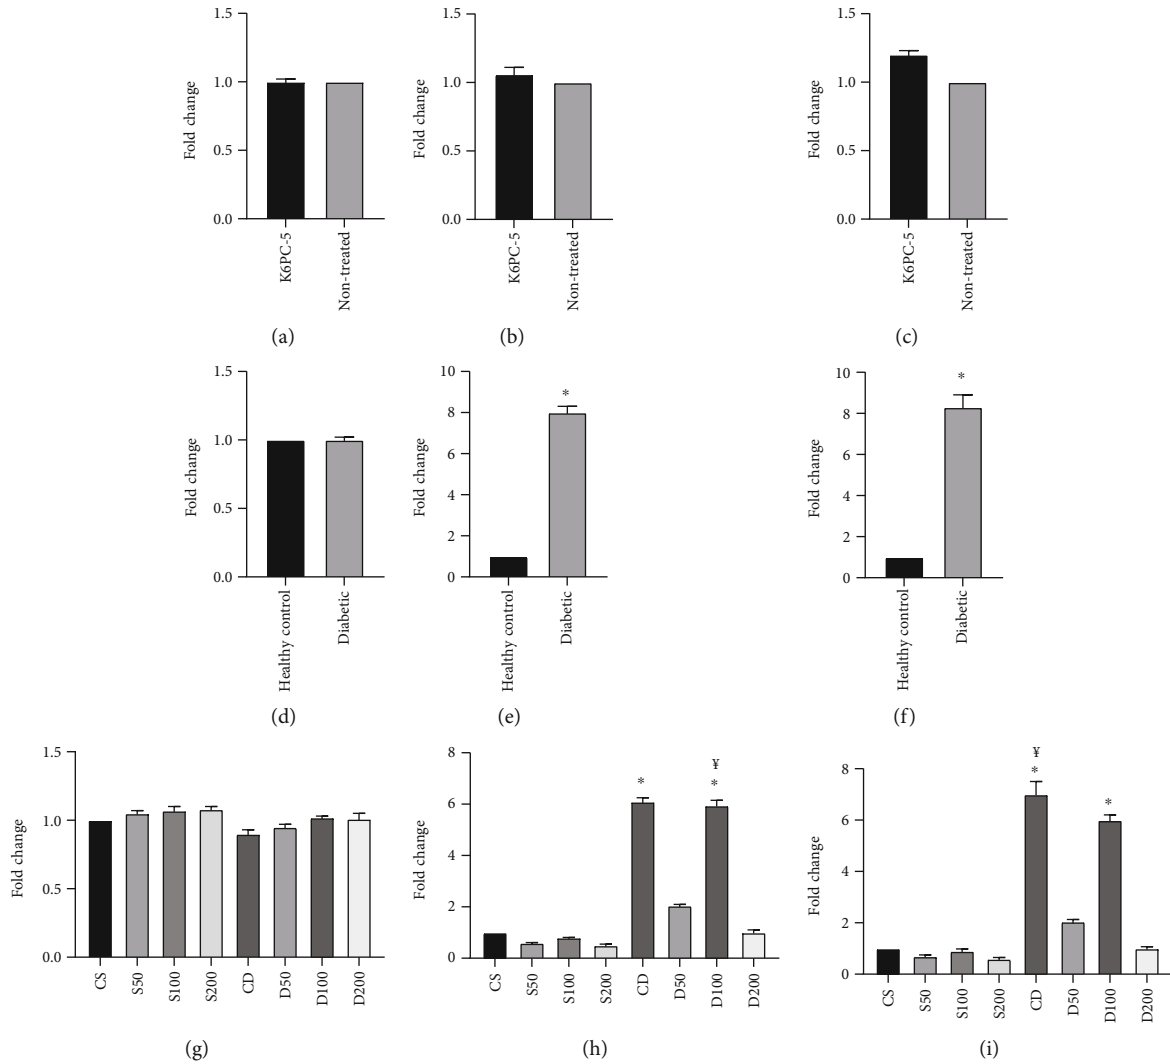 Fold change
1.5
1.0
0.5
0.0
K6PC-5
Non-treated
(a)
Fold change
1.5
1.0
0.5
0.0
K6PC-5
Non-treated
(b)
Fold change
1.5
1.0
0.5
0.0
K6PC-5
Non-treated
(c)
Fold change
1.5
1.0
0.5
0.0
Healthy control
Diabetic
(d)
Fold change
10
8
6
4
2
0
*
Healthy control
Diabetic
(e)
Fold change
10
8
6
4
2
0
*
Healthy control
Diabetic
(f)
Fold change
1.5
1.0
0.5
0.0
CS
S50
S100
S200
CD
D50
D100
D200
(g)
Fold change
8
6
4
2
0
*
¥
*
CS
S50
S100
S200
CD
D50
D100
D200
(h)
Fold change
8
6
4
2
0
¥
*
*
CS
S50
S100
S200
CD
D50
D100
D200
(i)